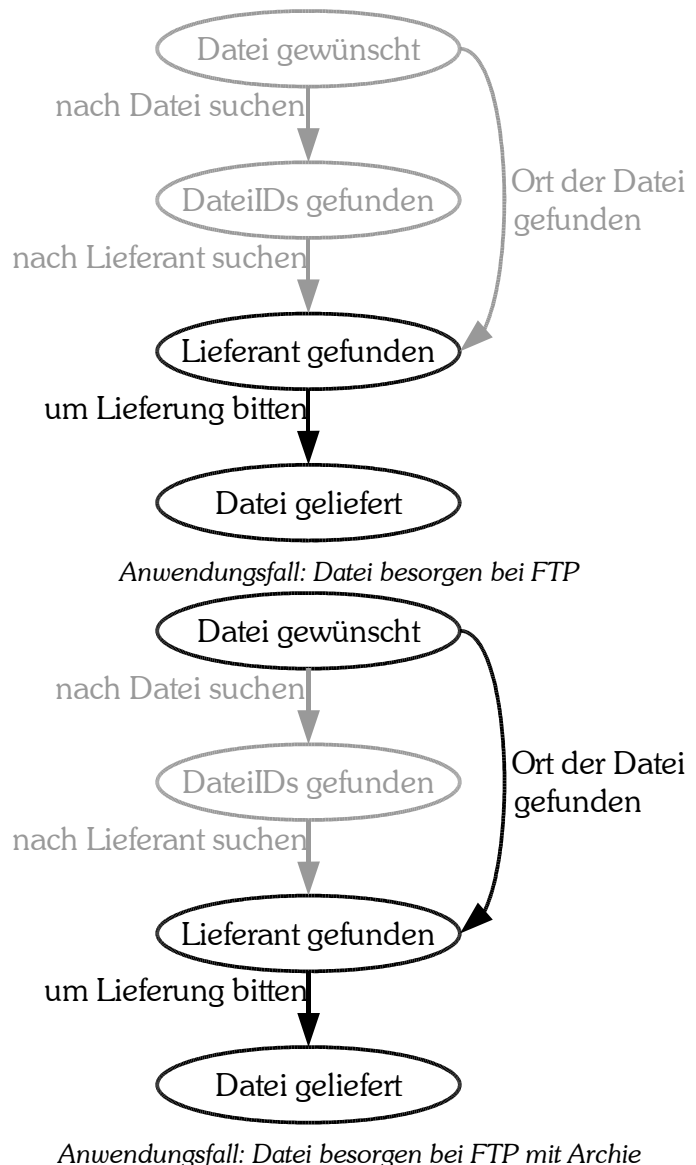 Datei gewünscht
nach Datei suchen
DateiIDs gefunden
Ort der Datei
gefunden
nach Lieferant suchen
Lieferant gefunden
um Lieferung bitten
Datei geliefert
Anwendungsfall: Datei besorgen bei FTP
Datei gewünscht
nach Datei suchen
DateiIDs gefunden
Ort der Datei
gefunden
nach Lieferant suchen
Lieferant gefunden
um Lieferung bitten
Datei geliefert
Anwendungsfall: Datei besorgen bei FTP mit Archie